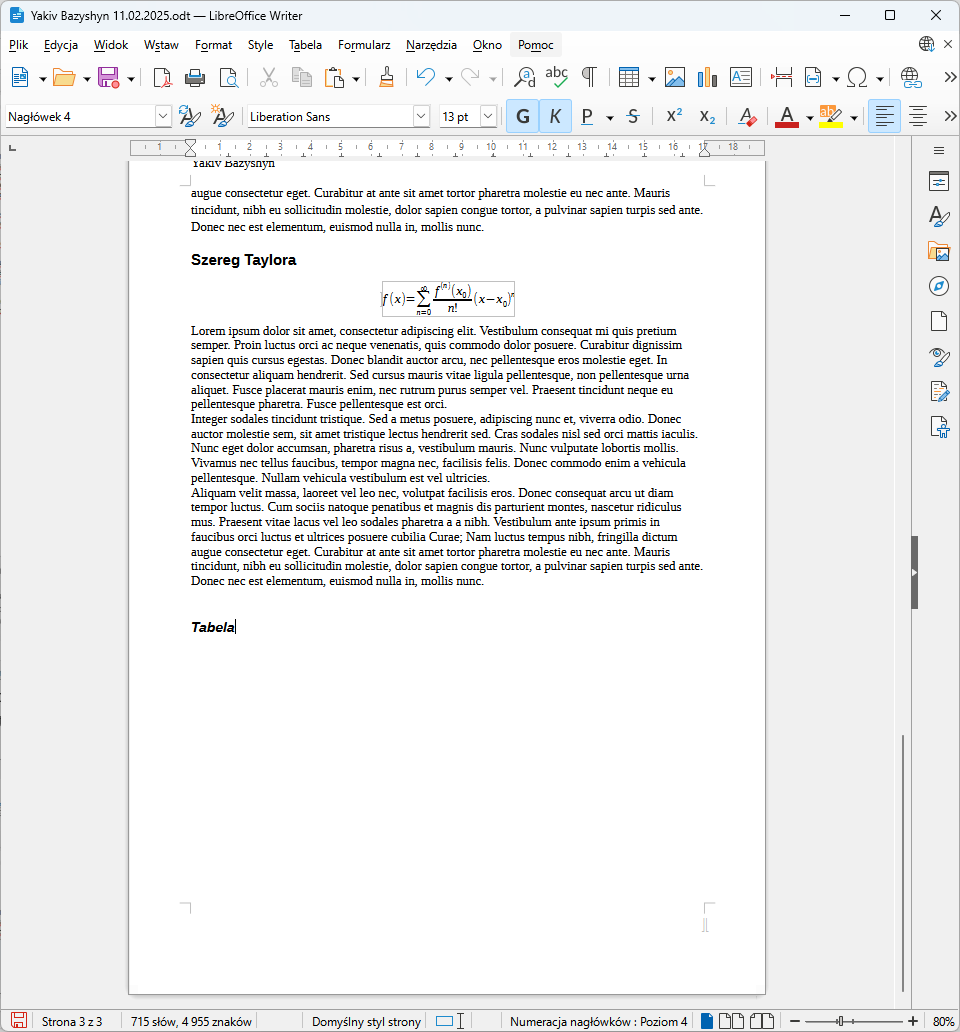 Yakiv Bazyshyn 11.02.2025.odt — LibreOffice Writer
Plik Edycja Widok Wstaw Format Style Tabela Formularz Narzędzia Okno Pomoc
Nagłówek 4 Liberation Sans 13 pt G K P S X² X₂ A A ab
1 1 2 3 4 5 6 7 8 9 10 11 12 13 14 15 16 17 18
Yakiv Bazyshyn
augue consectetur eget. Curabitur at ante sit amet tortor pharetra molestie eu nec ante. Mauris
tincidunt, nibh eu sollicitudin molestie, dolor sapien congue tortor, a pulvinar sapien turpis sed ante.
Donec nec est elementum, euismod nulla in, mollis nunc.
Szereg Taylora
f(x)=∑_{n=0}^{∞} f^{(n)}(x₀)/n! (x−x₀)^n
Lorem ipsum dolor sit amet, consectetur adipiscing elit. Vestibulum consequat mi quis pretium
semper. Proin luctus orci ac neque venenatis, quis commodo dolor posuere. Curabitur dignissim
sapien quis cursus egestas. Donec blandit auctor arcu, nec pellentesque eros molestie eget. In
consectetur aliquam hendrerit. Sed cursus mauris vitae ligula pellentesque, non pellentesque urna
aliquet. Fusce placerat mauris enim, nec rutrum purus semper vel. Praesent tincidunt neque eu
pellentesque pharetra. Fusce pellentesque est orci.
Integer sodales tincidunt tristique. Sed a metus posuere, adipiscing nunc et, viverra odio. Donec
auctor molestie sem, sit amet tristique lectus hendrerit sed. Cras sodales nisl sed orci mattis iaculis.
Nunc eget dolor accumsan, pharetra risus a, vestibulum mauris. Nunc vulputate lobortis mollis.
Vivamus nec tellus faucibus, tempor magna nec, facilisis felis. Donec commodo enim a vehicula
pellentesque. Nullam vehicula vestibulum est vel ultricies.
Aliquam velit massa, laoreet vel leo nec, volutpat facilisis eros. Donec consequat arcu ut diam
tempor luctus. Cum sociis natoque penatibus et magnis dis parturient montes, nascetur ridiculus
mus. Praesent vitae lacus vel leo sodales pharetra a a nibh. Vestibulum ante ipsum primis in
faucibus orci luctus et ultrices posuere cubilia Curae; Nam luctus tempus nibh, fringilla dictum
augue consectetur eget. Curabitur at ante sit amet tortor pharetra molestie eu nec ante. Mauris
tincidunt, nibh eu sollicitudin molestie, dolor sapien congue tortor, a pulvinar sapien turpis sed ante.
Donec nec est elementum, euismod nulla in, mollis nunc.
Tabela
Strona 3 z 3 715 słów, 4 955 znaków Domyślny styl strony Numeracja nagłówków : Poziom 4 80%